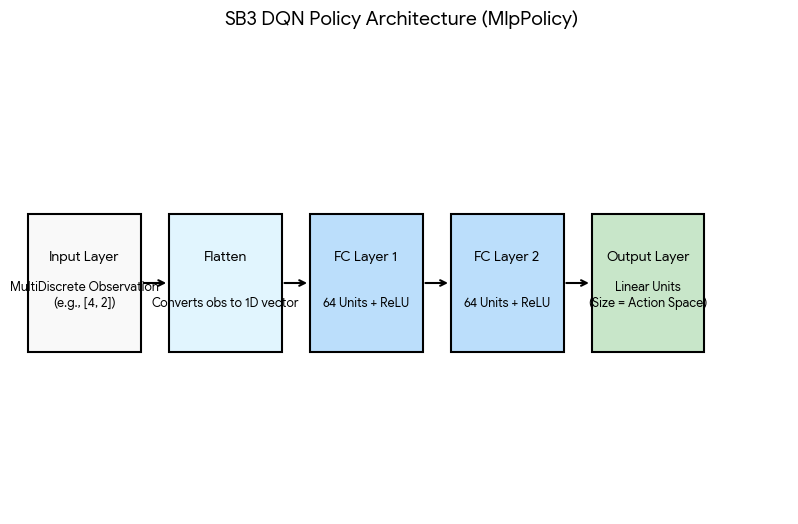 SB3 DQN Policy Architecture (MlpPolicy)
Input Layer
MultiDiscrete Observation
(e.g., [4, 2])
Flatten
Converts obs to 1D vector
FC Layer 1
64 Units + ReLU
FC Layer 2
64 Units + ReLU
Output Layer
Linear Units
(Size = Action Space)